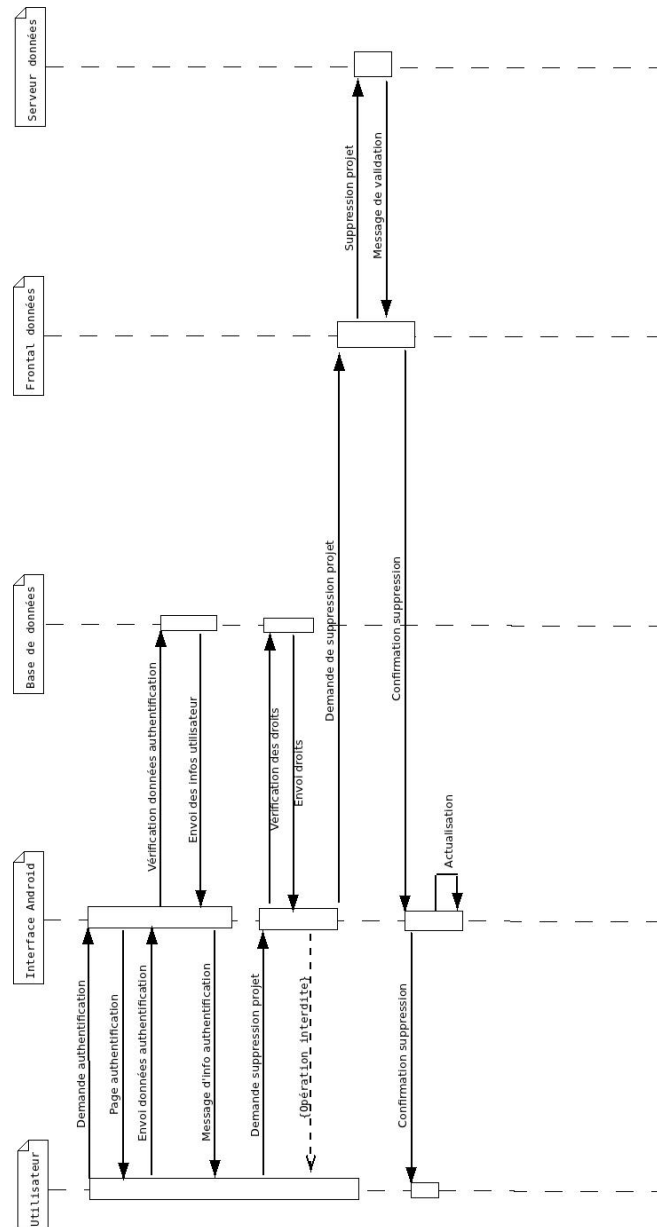 Utilisateur
Interface Android
Base de données
Frontal données
Serveur données
Demande authentification
Page authentification
Envoi données authentification
Vérification données authentification
Envoi des infos utilisateur
Message d'info authentification
Demande suppression projet
Vérification des droits
Envoi droits
{Opération interdite}
Demande de suppression projet
Suppression projet
Message de validation
Confirmation suppression
Actualisation
Confirmation suppression